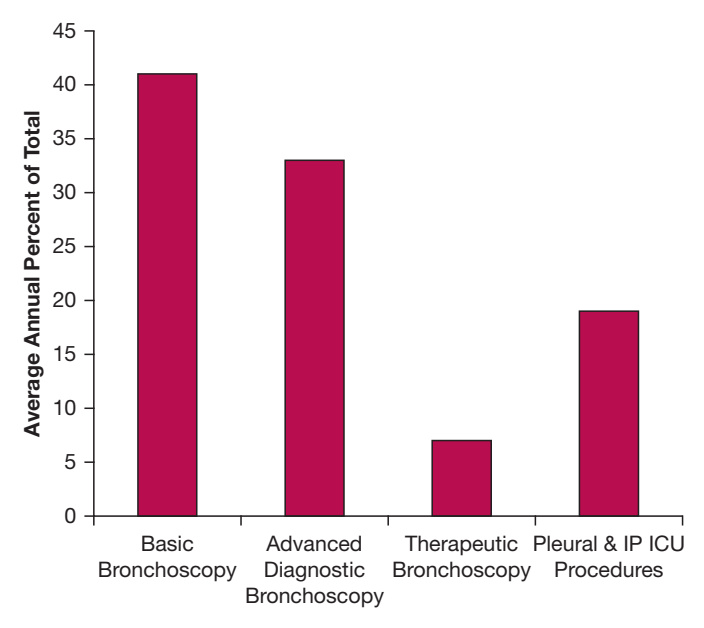 Average Annual Percent of Total
45
40
35
30
25
20
15
10
5
0
Basic
Bronchoscopy
Advanced
Diagnostic
Bronchoscopy
Therapeutic
Bronchoscopy
Pleural & IP ICU
Procedures